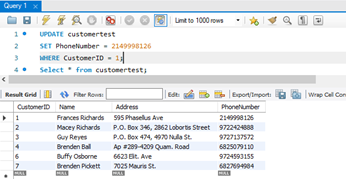 Query 1
Limit to 1000 rows
1 UPDATE customertest
2 SET PhoneNumber = 2149998126
3 WHERE CustomerID = 1;
4 Select * from customertest;
Result Grid Filter Rows: Edit: Export/Import: Wrap Cell Con
CustomerID Name Address PhoneNumber
1 Frances Richards 595 Phasellus Ave 2149998126
2 Macey Richards P.O. Box 346, 2862 Lobortis Street 9722424888
3 Guy Reyes P.O. Box 474, 4970 Nulla St. 9727137572
4 Brenden Ball Ap #289-4209 Quam. Road 6825079110
6 Buffy Osborne 6623 Elit. Ave 9724593155
7 Brenden Pickett 7025 Mauris St. 6827694984
NULL NULL NULL NULL